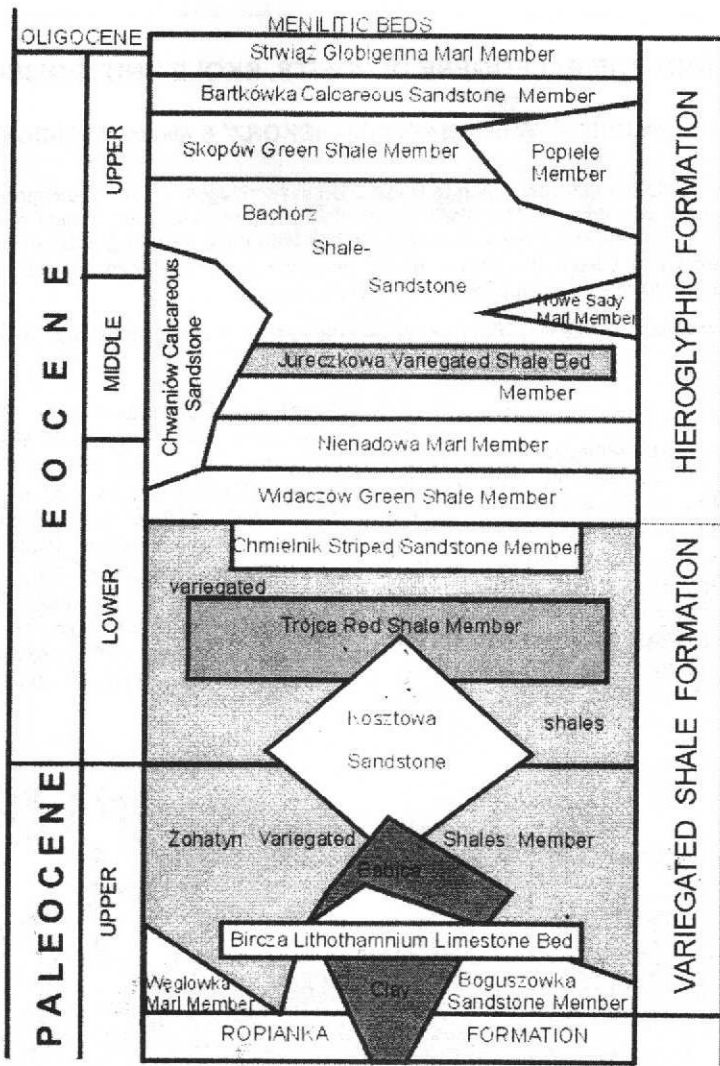 MENILITIC BEDS
OLIGOCENE
Strwiąż Globigerina Marl Member
Bartkówka Calcareous Sandstone Member
UPPER
Skopów Green Shale Member
Popiele
Member
Bachórz
Shale-
Sandstone
HIEROGLYPHIC FORMATION
EOCENE
MIDDLE
Chwaniów Calcareous
Sandstone
Nowe Sady
Marl Member
Jureczkowa Variegated Shale Bed
Member
Nienadowa Marl Member
Widaczów Green Shale Member
Chmielnik Striped Sandstone Member
LOWER
variegated
Trójca Red Shale Member
Kosztowa
shales
Sandstone
VARIEGATED SHALE FORMATION
PALEOCENE
UPPER
Żohatyn Variegated Shales Member
Babica
Bircza Lithothamnium Limestone Bed
Węglówka
Marl Member
Clay
Boguszówka
Sandstone Member
ROPIANKA FORMATION